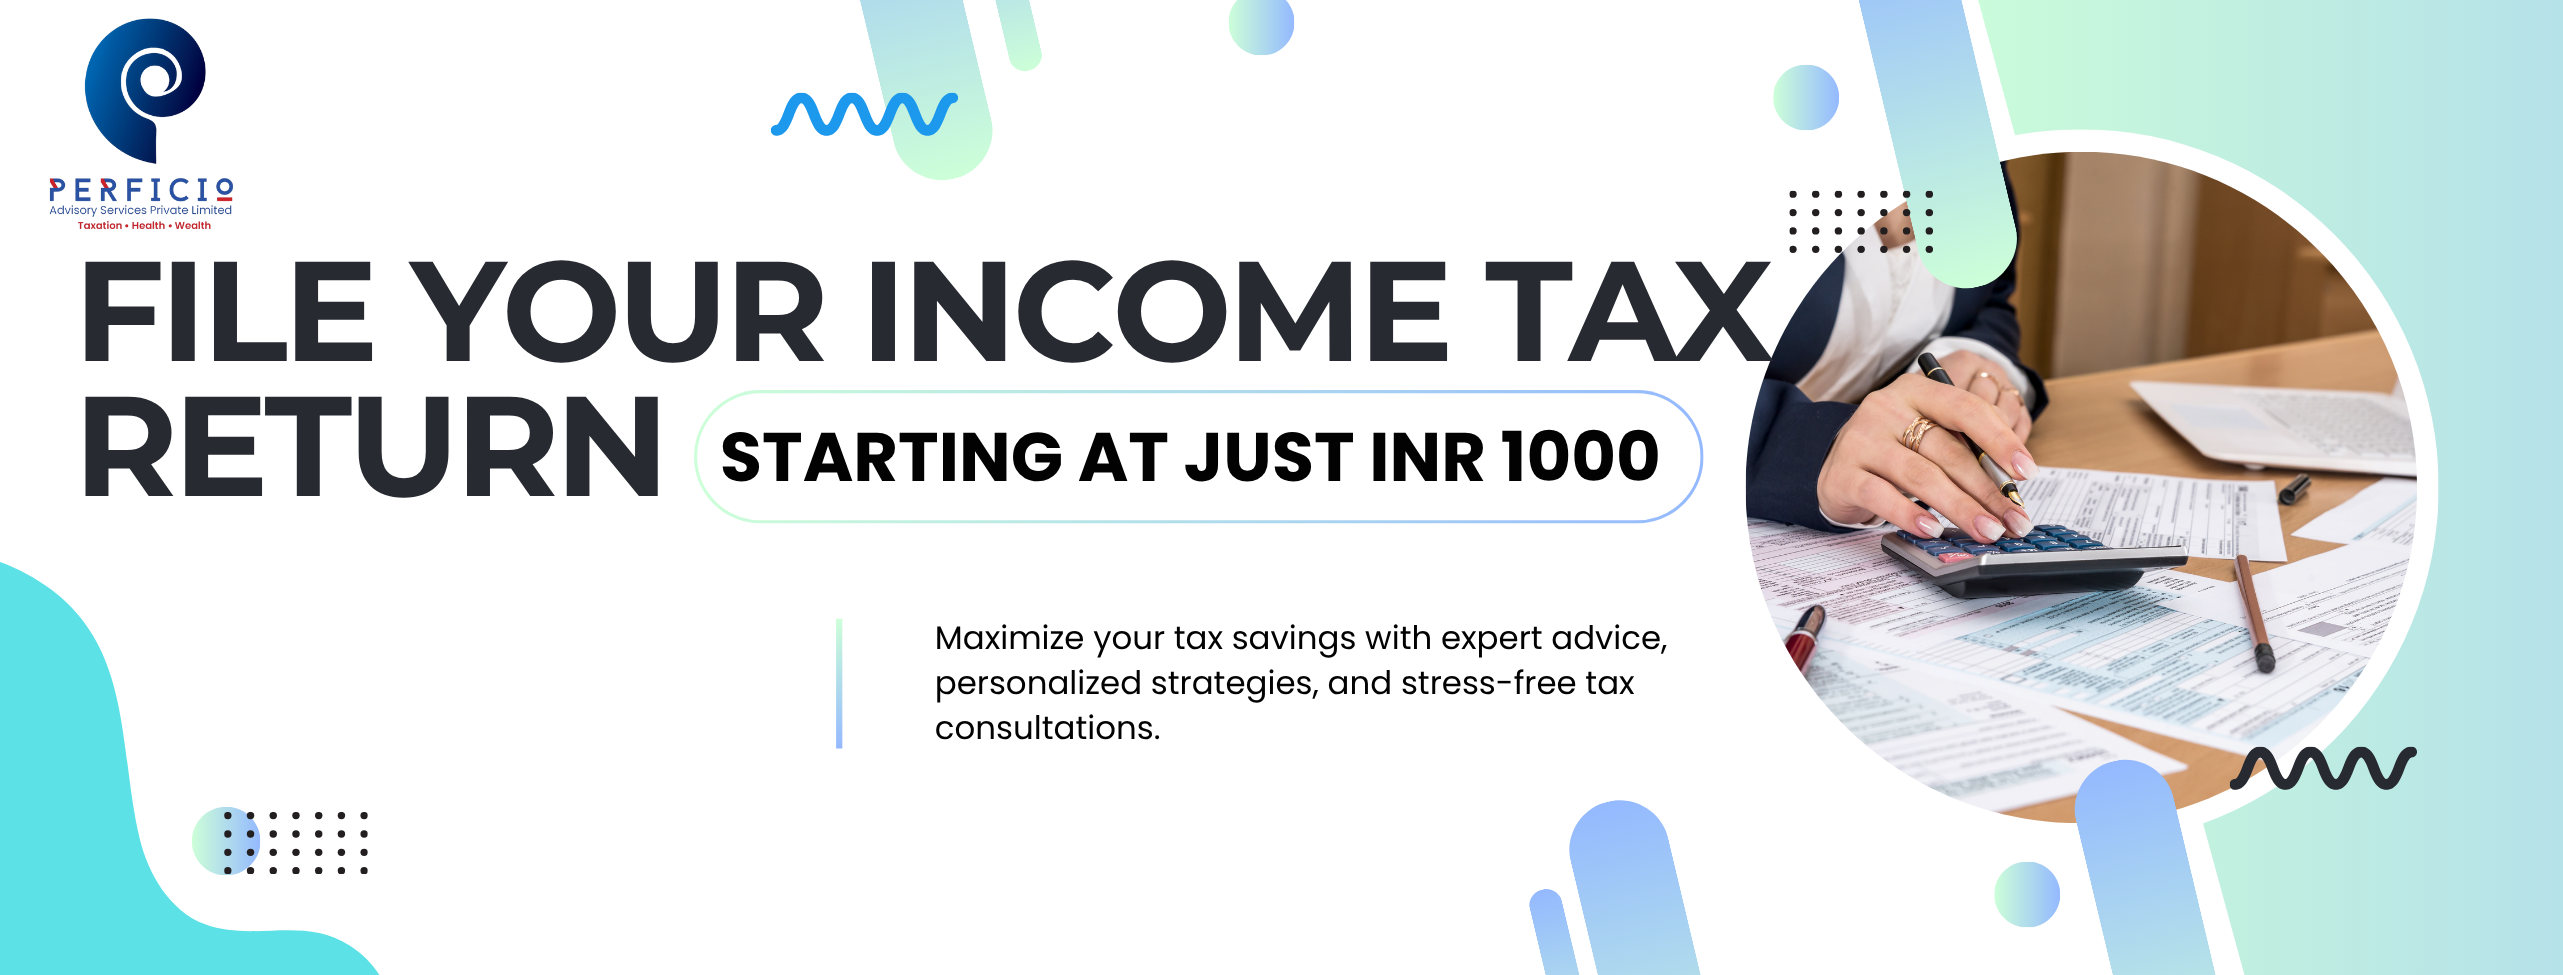 PERFICIO
Advisory Services Private Limited
Taxation • Health • Wealth
FILE YOUR INCOME TAX
RETURN
STARTING AT JUST INR 1000
Maximize your tax savings with expert advice,
personalized strategies, and stress-free tax
consultations.